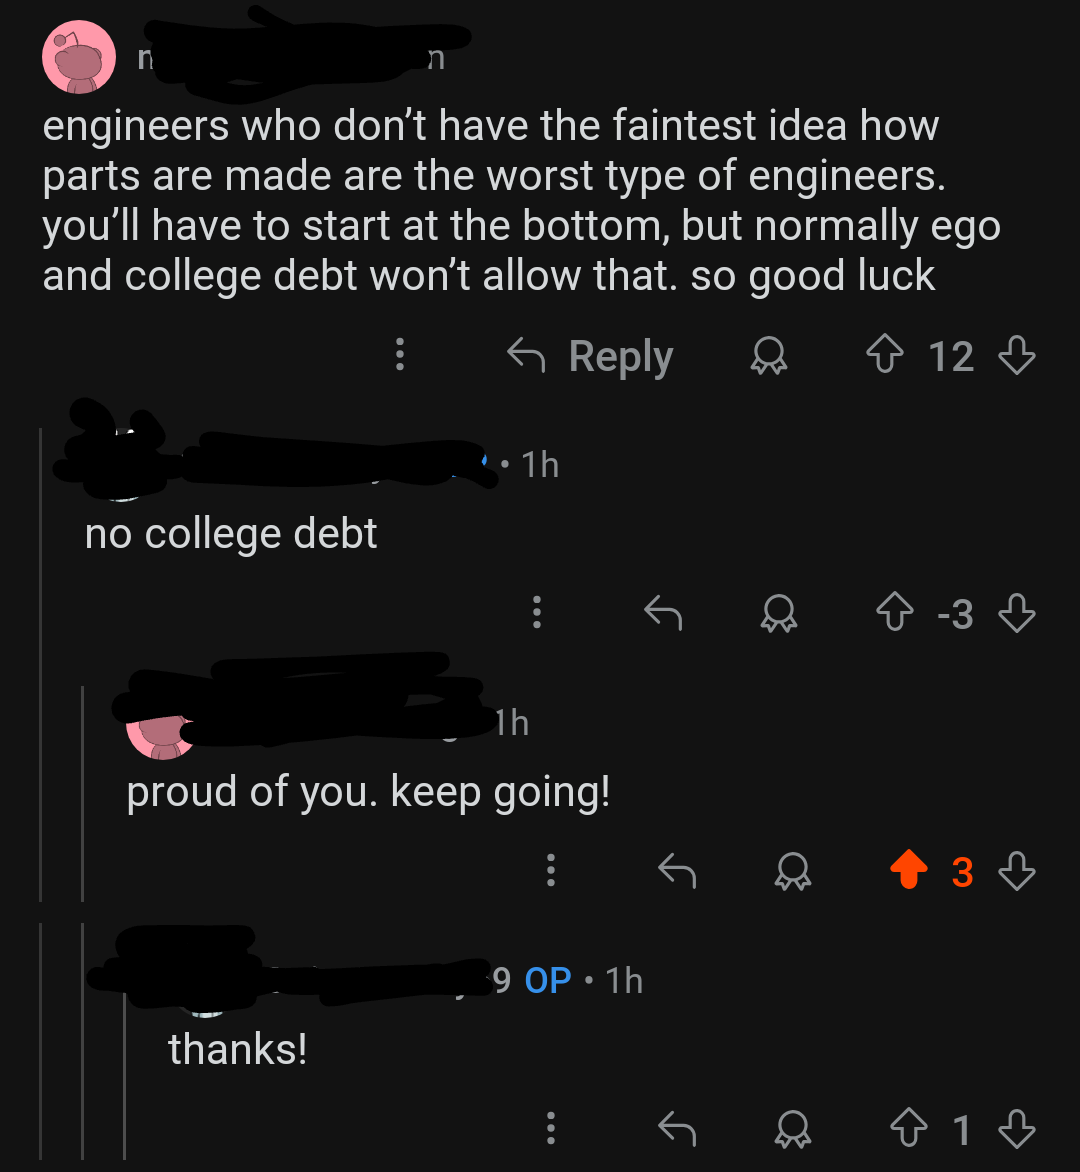 engineers who don’t have the faintest idea how
parts are made are the worst type of engineers.
you’ll have to start at the bottom, but normally ego
and college debt won’t allow that. so good luck
Reply 12
• 1h
no college debt
-3
1h
proud of you. keep going!
3
9 OP • 1h
thanks!
1